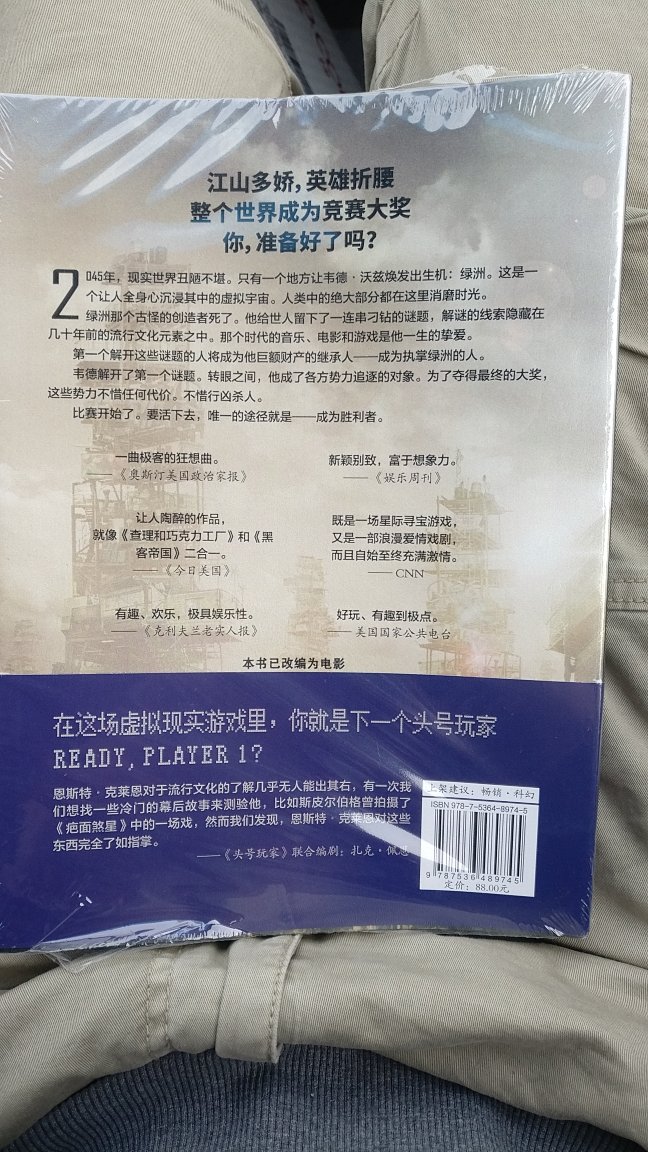 江山多娇，英雄折腰
整个世界成为竞赛大奖
你，准备好了吗？
2045年，现实世界丑陋不堪。只有一个地方让韦德·沃兹焕发出生机：绿洲。这是一
个让人全身心沉浸其中的虚拟宇宙。人类中的绝大部分都在这里消磨时光。
绿洲那个古怪的创造者死了。他给世人留下了一连串刁钻的谜题，解谜的线索隐藏在
几十年前的流行文化元素之中。那个时代的音乐、电影和游戏是他一生的挚爱。
第一个解开这些谜题的人将成为他巨额财产的继承人——成为执掌绿洲的人。
韦德解开了第一个谜题。转眼之间，他成了各方势力追逐的对象。为了夺得最终的大奖，
这些势力不惜任何代价。不惜行凶杀人。
比赛开始了。要活下去，唯一的途径就是——成为胜利者。
一曲极客的狂想曲。
——《奥斯汀美国政治家报》
新颖别致，富于想象力。
——《娱乐周刊》
让人陶醉的作品，
就像《查理和巧克力工厂》和《黑
客帝国》二合一。
——《今日美国》
既是一场星际寻宝游戏，
又是一部浪漫爱情戏剧，
而且自始至终充满激情。
——CNN
有趣、欢乐，极具娱乐性。
——《克利夫兰老实人报》
好玩、有趣到极点。
——美国国家公共电台
本书已改编为电影
在这场虚拟现实游戏里，你就是下一个头号玩家
READY, PLAYER 1?
恩斯特·克莱恩对于流行文化的了解几乎无人能出其右，有一次我
们想找一些冷门的幕后故事来测验他，比如斯皮尔伯格曾拍摄了
《疤面煞星》中的一场戏，然而我们发现，恩斯特·克莱恩对这些
东西完全了如指掌。
——《头号玩家》联合编剧：扎克·佩恩
上架建议：畅销·科幻
ISBN 978-7-5364-8974-5
9 787536 489745
定价：88.00元